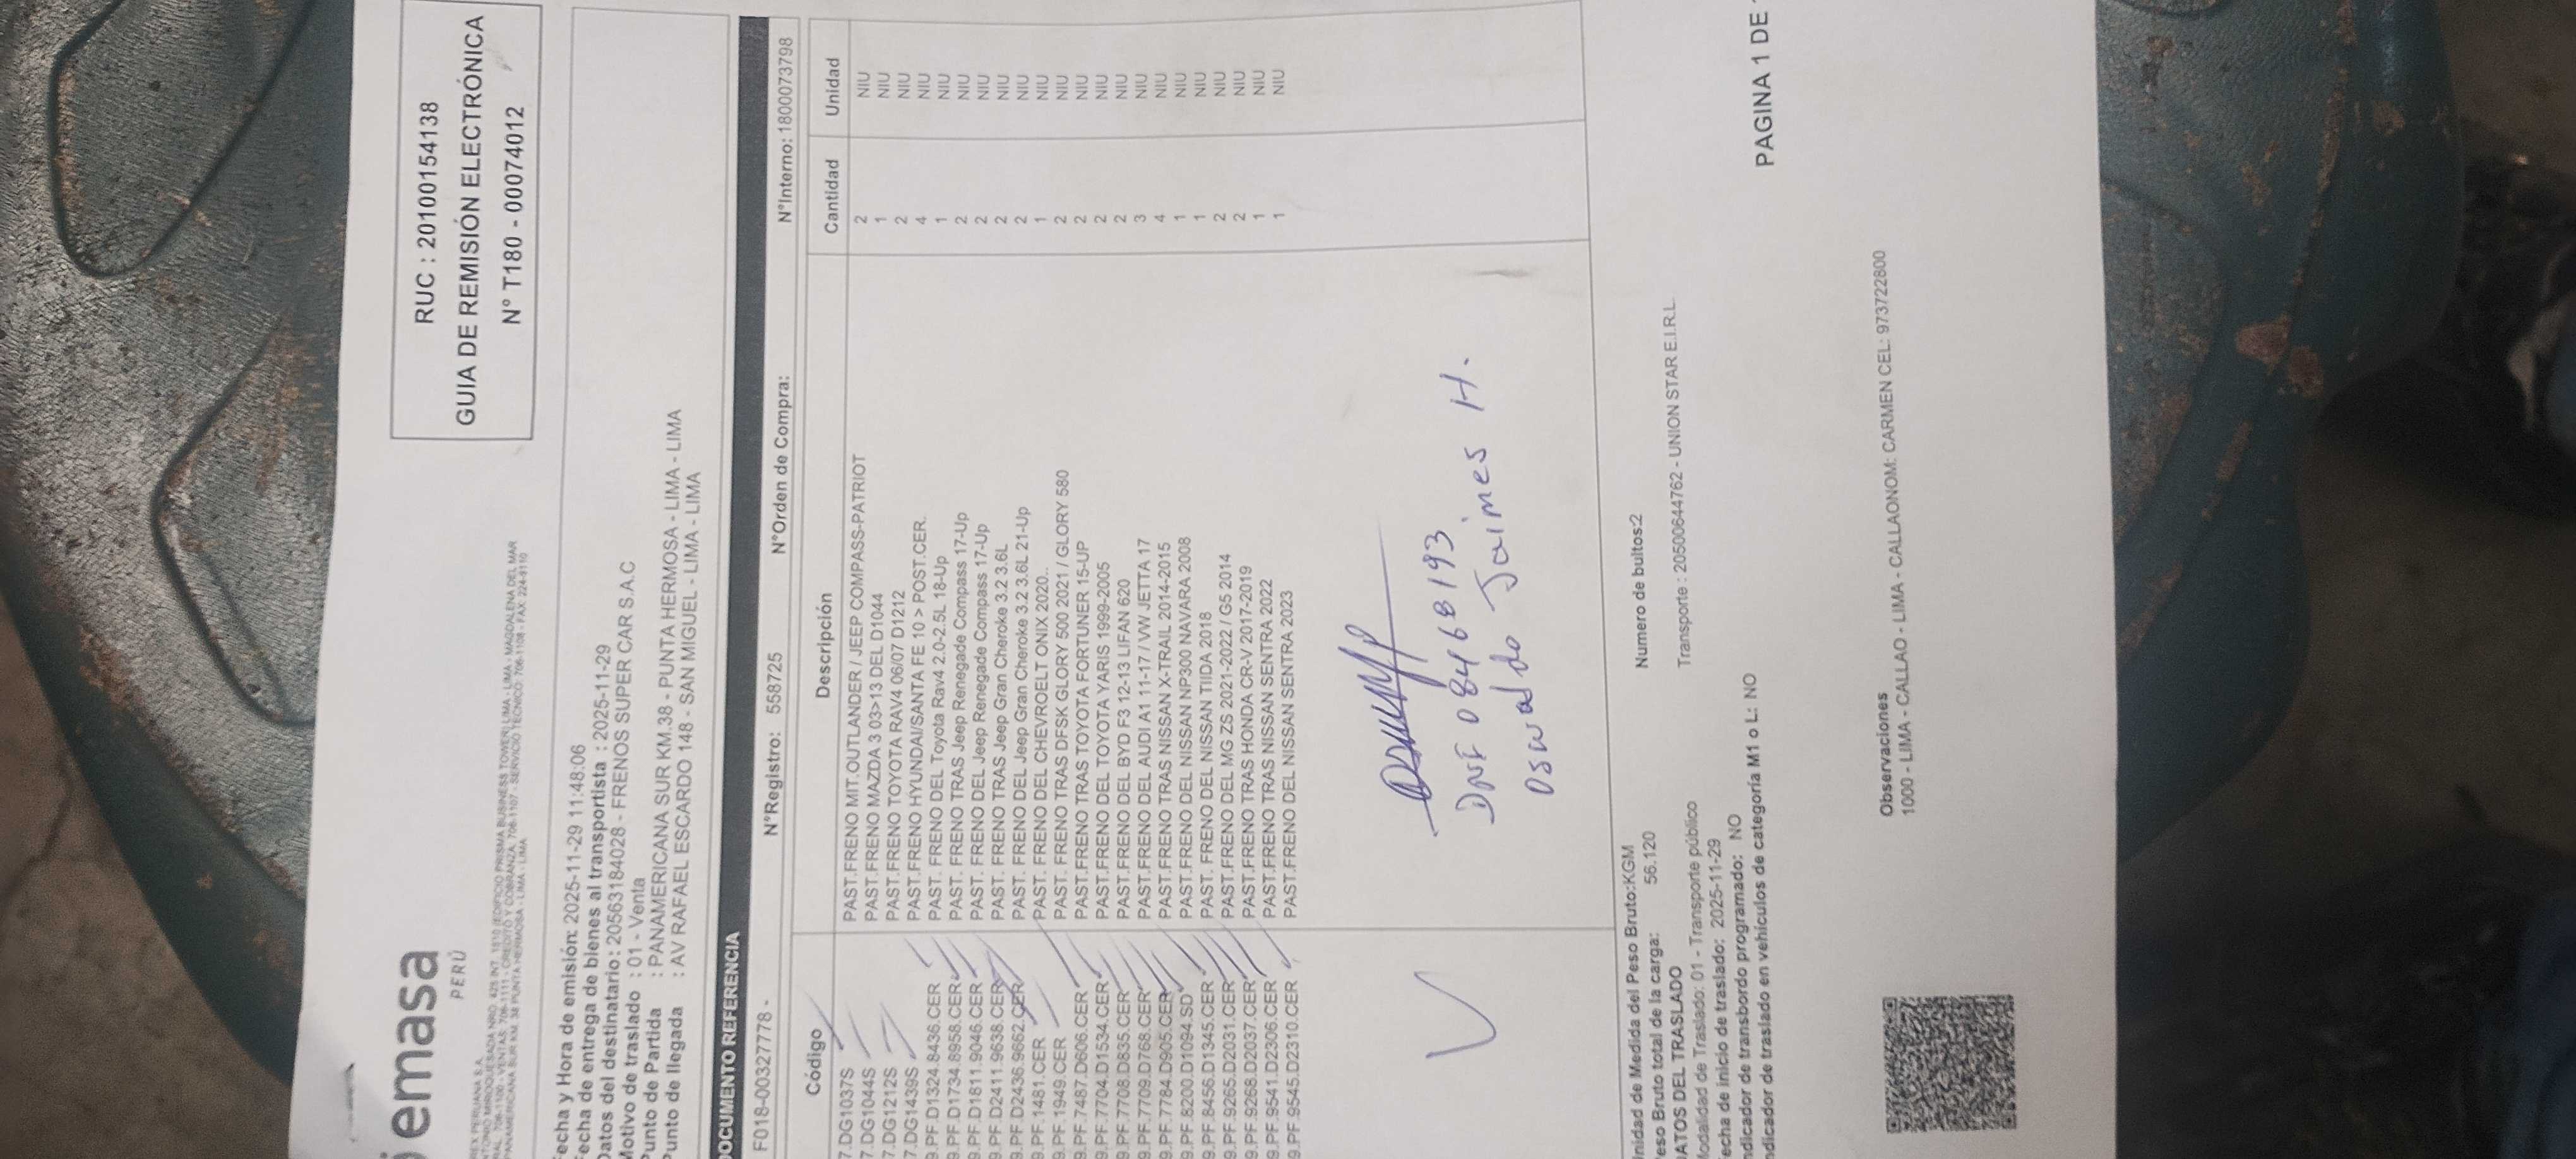 emasa
PERÚ
RUC : 20100154138
GUIA DE REMISIÓN ELECTRÓNICA
N° T180 - 00074012
echa y Hora de emisión: 2025-11-29 11:48:06
echa de entrega de bienes al transportista : 2025-11-29
Datos del destinatario: 20563184028 - FRENOS SUPER CAR S.A.C
Motivo de traslado : 01 - Venta
Punto de Partida : PANAMERICANA SUR KM.38 - PUNTA HERMOSA - LIMA - LIMA
Punto de llegada : AV RAFAEL ESCARDO 148 - SAN MIGUEL - LIMA - LIMA
DOCUMENTO REFERENCIA
F018-00327778 - N°Registro: 558725 N°Orden de Compra: N°Interno: 1800073798
Código Descripción Cantidad Unidad
7.DG1037S PAST.FRENO MIT.OUTLANDER / JEEP COMPASS-PATRIOT 2 NIU
7.DG1044S PAST.FRENO MAZDA 3 03>13 DEL D1044 1 NIU
7.DG1212S PAST.FRENO TOYOTA RAV4 06/07 D1212 2 NIU
7.DG1439S PAST.FRENO HYUNDAI/SANTA FE 10 > POST.CER. 4 NIU
9.PF.D1324.8436.CER PAST. FRENO DEL Toyota Rav4 2.0-2.5L 18-Up 1 NIU
9.PF.D1734.8958.CER PAST. FRENO TRAS Jeep Renegade Compass 17-Up 2 NIU
9.PF.D1811.9046.CER PAST. FRENO DEL Jeep Renegade Compass 17-Up 2 NIU
9.PF.D2411.9638.CER PAST. FRENO TRAS Jeep Gran Cheroke 3.2 3.6L 2 NIU
9.PF.D2436.9662.CER PAST. FRENO DEL Jeep Gran Cheroke 3.2 3.6L 21-Up 2 NIU
9.PF.1481.CER PAST. FRENO DEL CHEVROELT ONIX 2020.. 1 NIU
9.PF.1949.CER PAST.FRENO TRAS DFSK GLORY 500 2021 / GLORY 580 2 NIU
9.PF.7487.D606.CER PAST.FRENO TRAS TOYOTA FORTUNER 15-UP 2 NIU
9.PF.7704.D1534.CER PAST.FRENO DEL TOYOTA YARIS 1999-2005 2 NIU
9.PF.7708.D835.CER PAST.FRENO DEL BYD F3 12-13 LIFAN 620 2 NIU
9.PF.7709.D768.CER PAST.FRENO DEL AUDI A1 11-17 / VW JETTA 17 3 NIU
9.PF.7784.D905.CER PAST.FRENO TRAS NISSAN X-TRAIL 2014-2015 4 NIU
9.PF.8200.D1094.SD PAST.FRENO DEL NISSAN NP300 NAVARA 2008 1 NIU
9.PF.8456.D1345.CER PAST. FRENO DEL NISSAN TIIDA 2018 1 NIU
9.PF.9265.D2031.CER PAST.FRENO DEL MG ZS 2021-2022 / G5 2014 2 NIU
9.PF.9268.D2037.CER PAST.FRENO TRAS HONDA CR-V 2017-2019 2 NIU
9.PF.9541.D2306.CER PAST.FRENO TRAS NISSAN SENTRA 2022 1 NIU
9.PF.9545.D2310.CER PAST.FRENO DEL NISSAN SENTRA 2023 1 NIU
DNI 08468193
Oswaldo Jaimes H.
nidad de Medida del Peso Bruto:KGM Numero de bultos:2
eso Bruto total de la carga: 56.120
DATOS DEL TRASLADO Transporte : 20500644762 - UNION STAR E.I.R.L.
Modalidad de Traslado: 01 - Transporte público
echa de inicio de traslado: 2025-11-29
ndicador de transbordo programado: NO
ndicador de traslado en vehículos de categoría M1 o L: NO
PAGINA 1 DE
Observaciones
1000 - LIMA - CALLAO - LIMA - CALLAO - LIMA - CALLAONOM: CARMEN CEL: 973722800